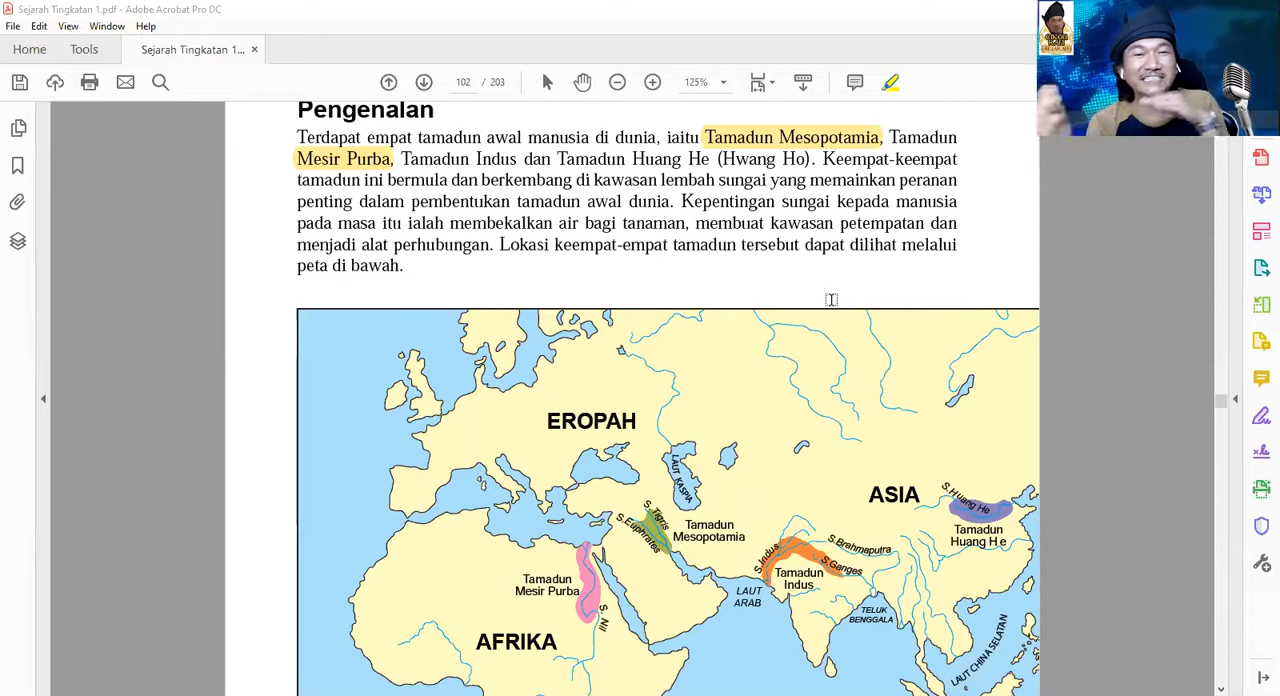 Sejarah Tingkatan 1.pdf - Adobe Acrobat Pro DC
File Edit View Window Help
Home Tools Sejarah Tingkatan 1... ×
102 / 203 125%
Pengenalan
Terdapat empat tamadun awal manusia di dunia, iaitu Tamadun Mesopotamia, Tamadun
Mesir Purba, Tamadun Indus dan Tamadun Huang He (Hwang Ho). Keempat-keempat
tamadun ini bermula dan berkembang di kawasan lembah sungai yang memainkan peranan
penting dalam pembentukan tamadun awal dunia. Kepentingan sungai kepada manusia
pada masa itu ialah membekalkan air bagi tanaman, membuat kawasan petempatan dan
menjadi alat perhubungan. Lokasi keempat-empat tamadun tersebut dapat dilihat melalui
peta di bawah.
EROPAH
LAUT KASPIA
ASIA
S.Huang He
Tamadun
Huang H e
S. Tigris
S.Euphrates
Tamadun
Mesopotamia
S.Indus
S.Brahmaputra
S.Ganges
Tamadun
Indus
Tamadun
Mesir Purba
S. Nil
LAUT
ARAB
TELUK
BENGGALA
LAUT CHINA SELATAN
AFRIKA